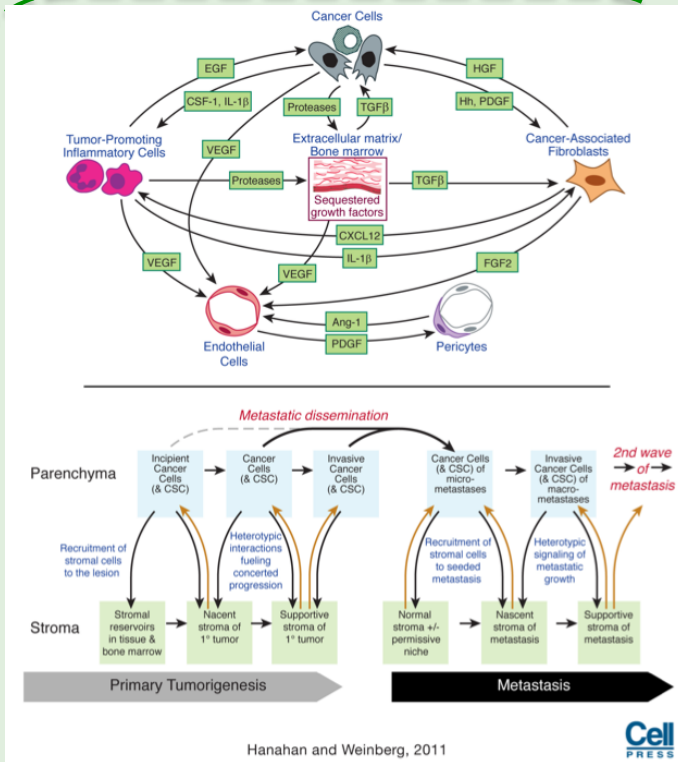 Cancer Cells
EGF
HGF
CSF-1, IL-1β
Proteases
TGFβ
Hh, PDGF
Tumor-Promoting
Inflammatory Cells
VEGF
Extracellular matrix/
Bone marrow
Cancer-Associated
Fibroblasts
Proteases
TGFβ
Sequestered
growth factors
CXCL12
IL-1β
VEGF
VEGF
FGF2
Ang-1
PDGF
Endothelial
Cells
Pericytes
Metastatic dissemination
Parenchyma
Incipient
Cancer
Cells
(& CSC)
Cancer
Cells
(& CSC)
Invasive
Cancer
Cells
(& CSC)
Cancer Cells
(& CSC) of
micro-
metastases
Invasive
Cancer Cells
(& CSC) of
macro-
metastases
2nd wave
of
metastasis
Recruitment of
stromal cells
to the lesion
Heterotypic
interactions
fueling
concerted
progression
Recruitment of
stromal cells
to seeded
metastasis
Heterotypic
signaling of
metastatic
growth
Stroma
Stromal
reservoirs
in tissue &
bone marrow
Nacent
stroma of
1° tumor
Supportive
stroma of
1° tumor
Normal
stroma +/-
permissive
niche
Nascent
stroma of
metastasis
Supportive
stroma of
metastasis
Primary Tumorigenesis
Metastasis
Hanahan and Weinberg, 2011
Cell
PRESS